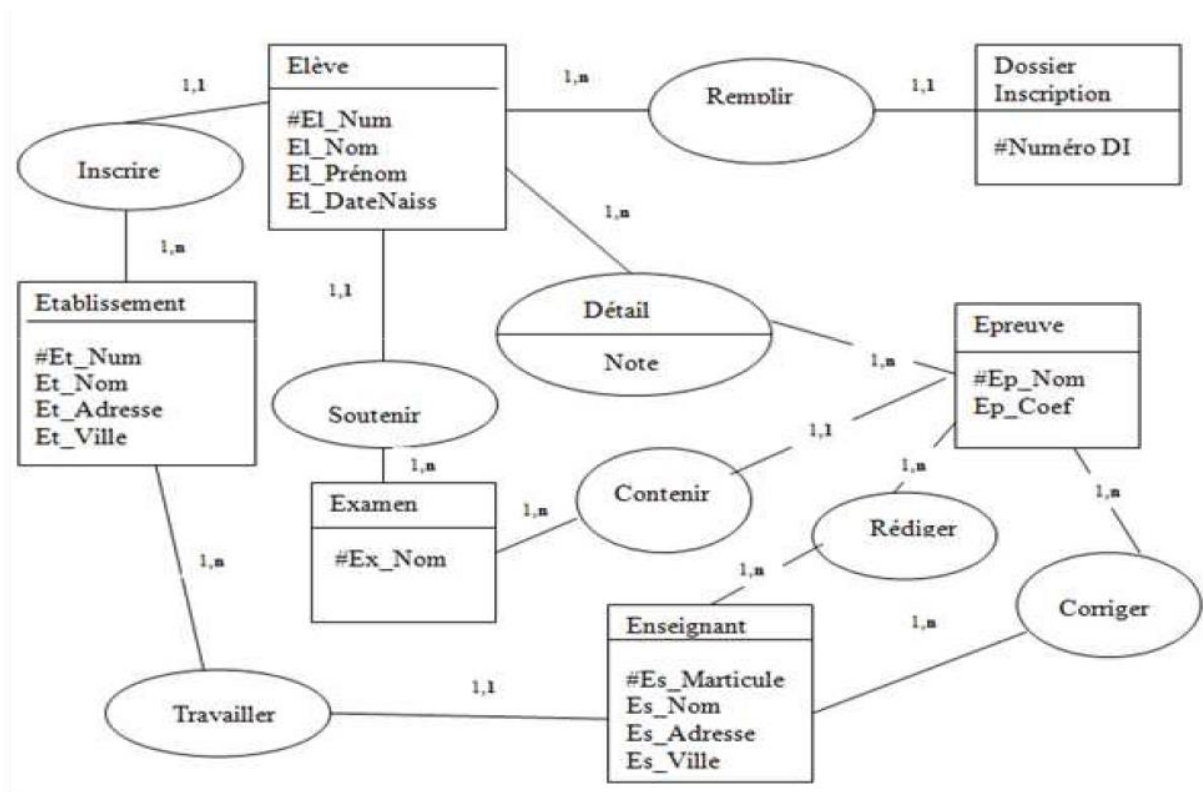 Elève
#El_Num
El_Nom
El_Prénom
El_DateNaiss
1,1
1,n
Remplir
1,1
Dossier
Inscription
#Numéro DI
Inscrire
1,n
1,n
1,1
Etablissement
#Et_Num
Et_Nom
Et_Adresse
Et_Ville
Détail
Note
1,n
Epreuve
#Ep_Nom
Ep_Coef
Soutenir
1,n
1,1
Contenir
1,n
Examen
#Ex_Nom
1,n
Rédiger
1,n
1,n
Corriger
1,n
1,n
Enseignant
#Es_Marticule
Es_Nom
Es_Adresse
Es_Ville
1,1
Travailler